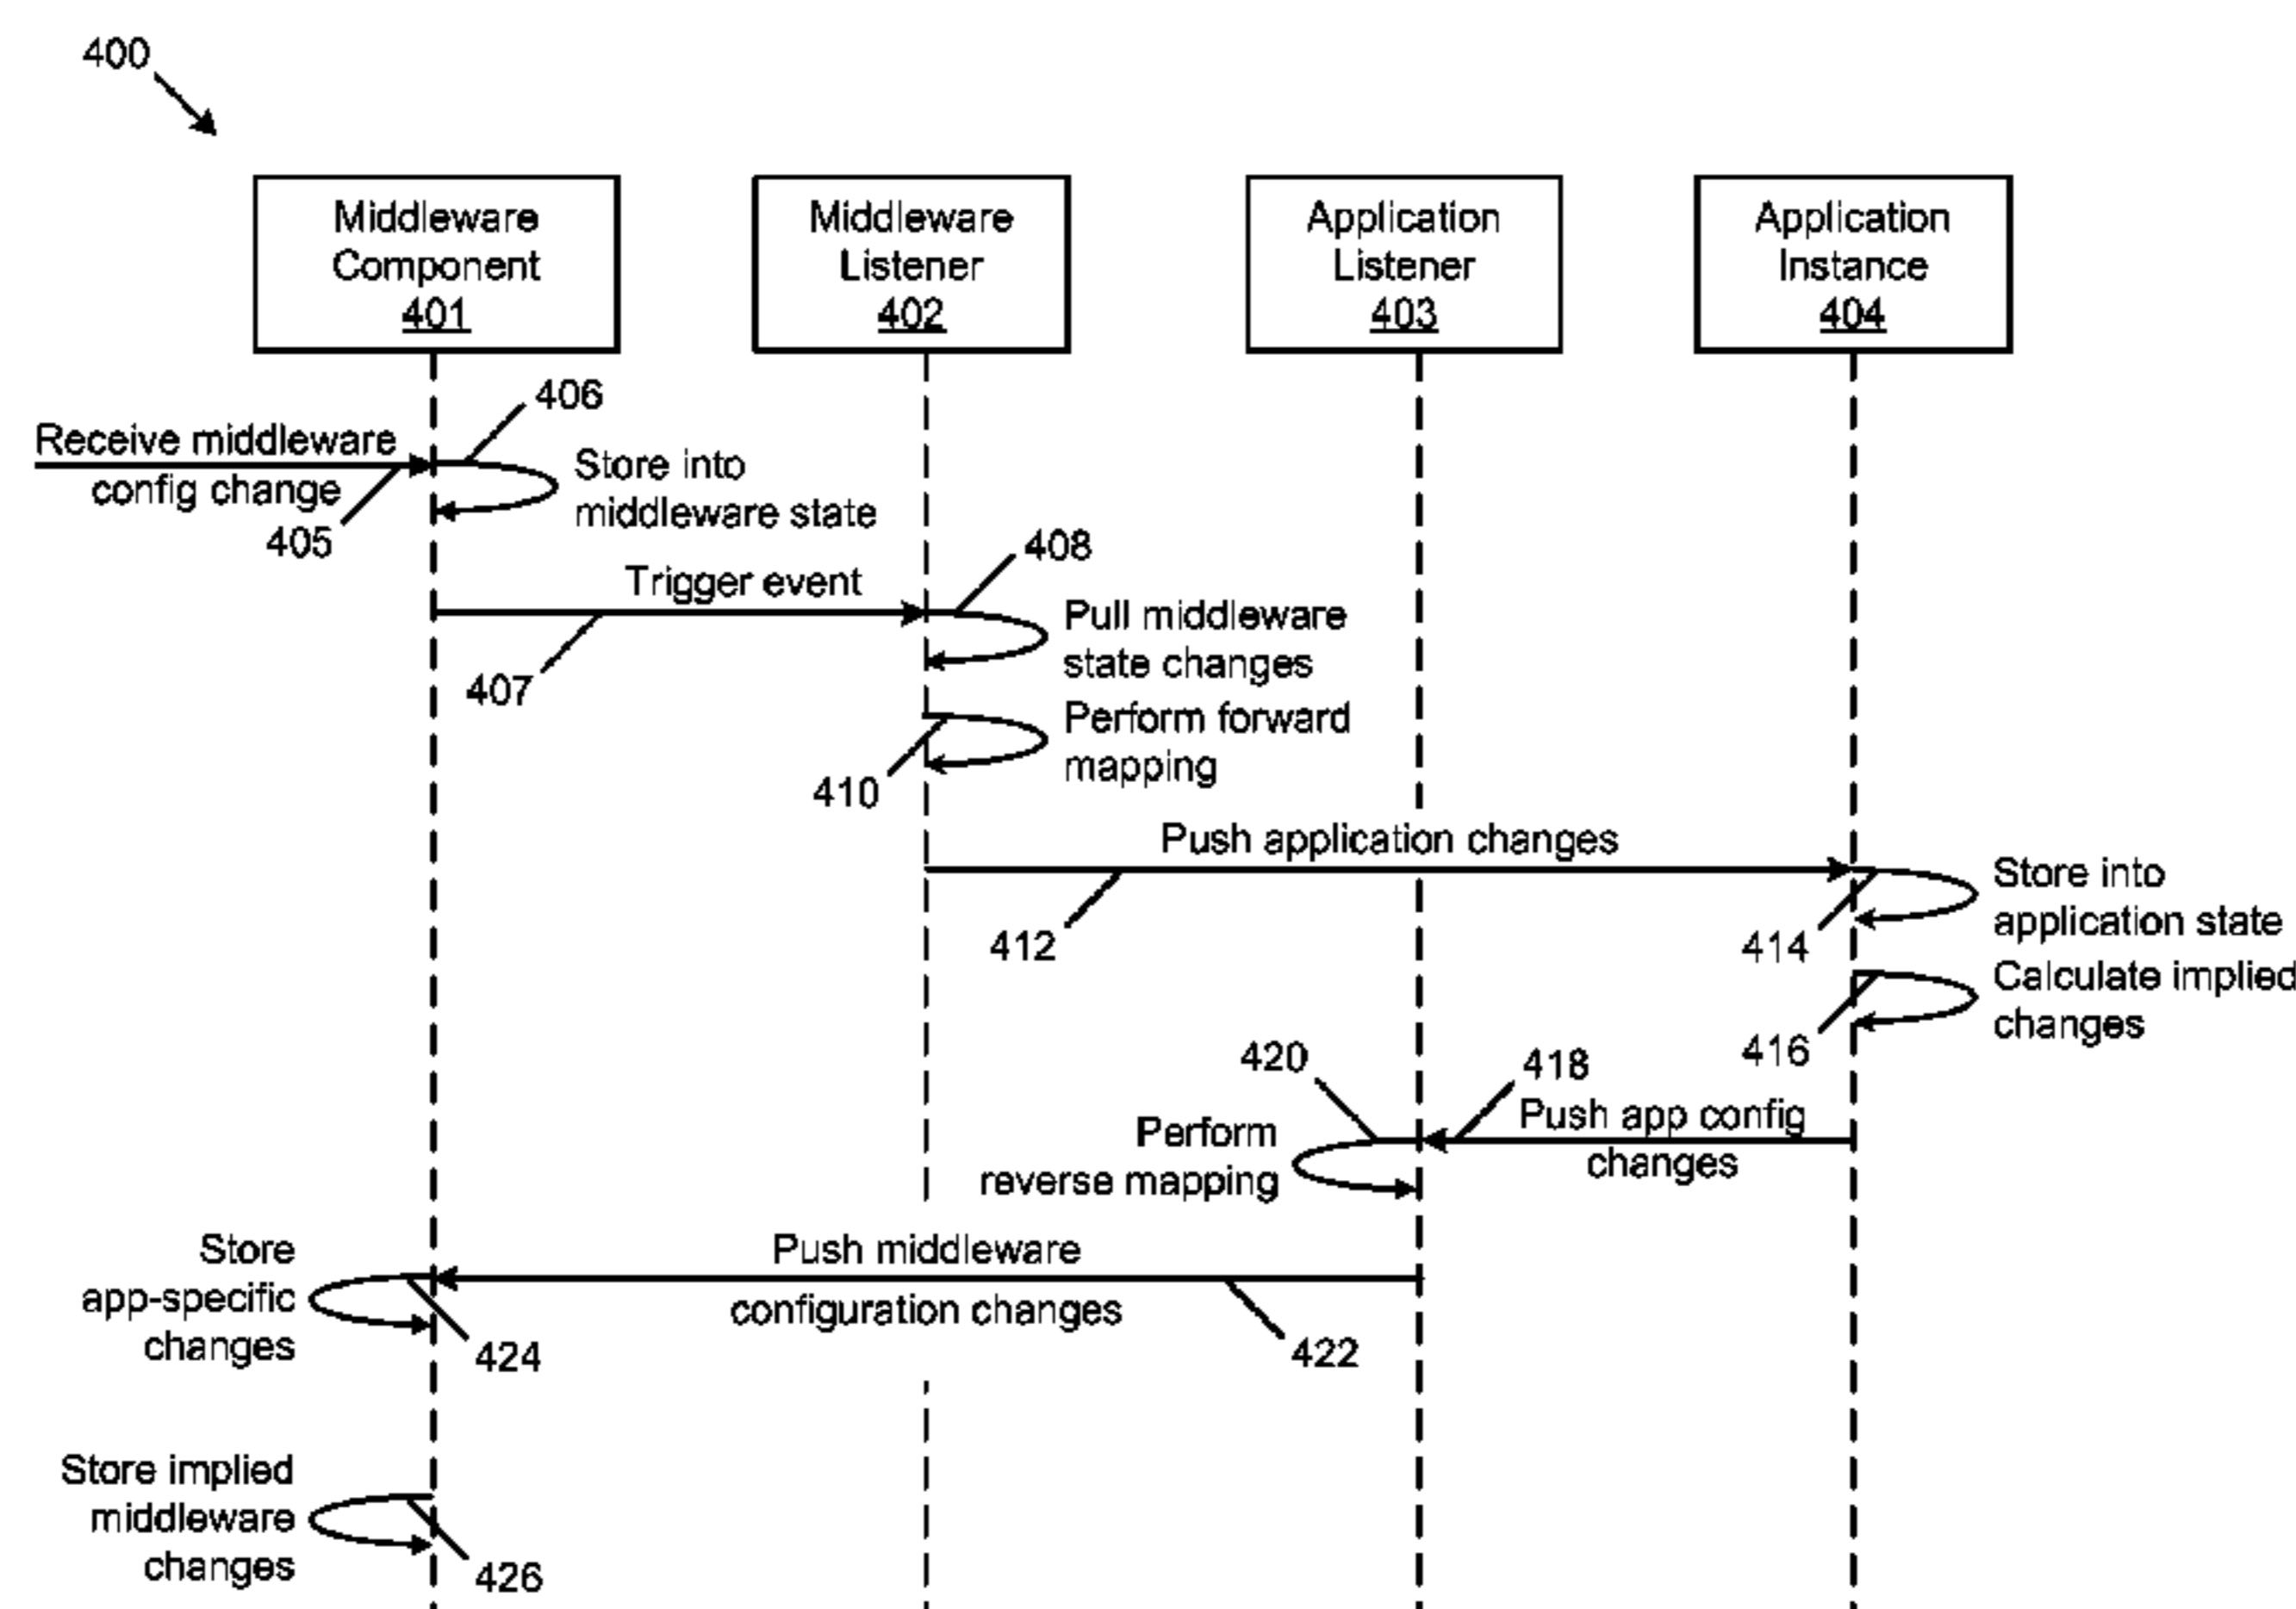 400
Middleware
Component
401
Middleware
Listener
402
Application
Listener
403
Application
Instance
404
406
Receive middleware
config change
405
Store into
middleware state
408
Trigger event
407
Pull middleware
state changes
Perform forward
mapping
410
Push application changes
412
Store into
application state
414
Calculate implied
changes
416
420
418
Push app config
changes
Perform
reverse mapping
Store
app-specific
changes
424
Push middleware
configuration changes
422
Store implied
middleware
changes
426